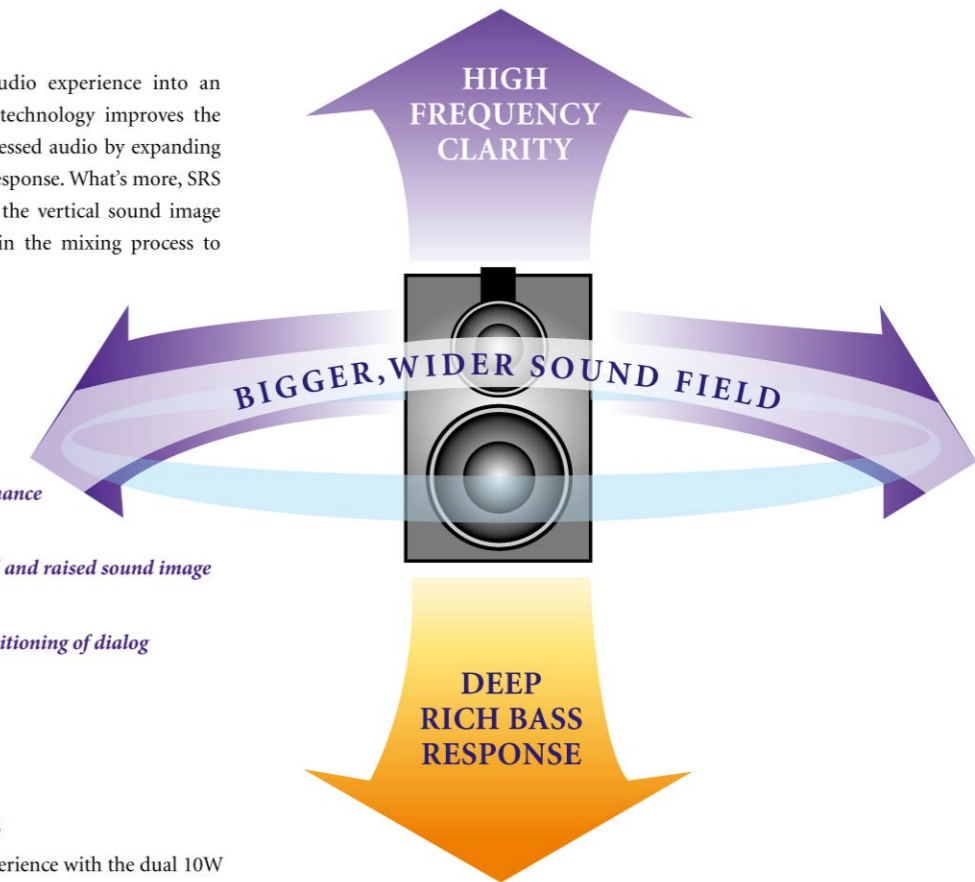 udio experience into an
technology improves the
essed audio by expanding
esponse. What's more, SRS
the vertical sound image
in the mixing process to
HIGH
FREQUENCY
CLARITY
BIGGER, WIDER SOUND FIELD
and raised sound image
itioning of dialog
DEEP
RICH BASS
RESPONSE
erience with the dual 10W